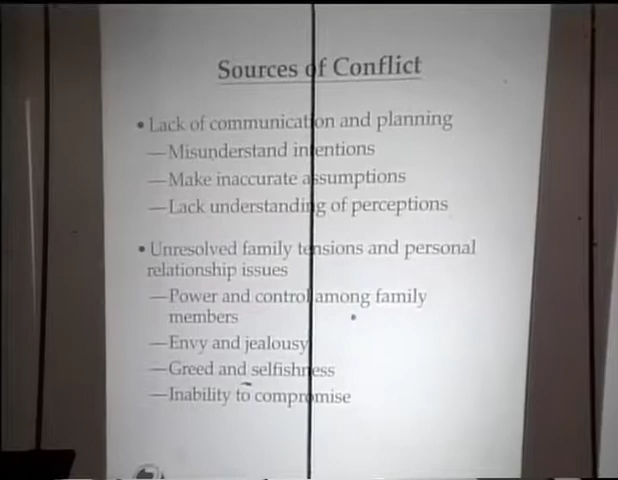 Sources of Conflict
• Lack of communication and planning
—Misunderstand intentions
—Make inaccurate assumptions
—Lack understanding of perceptions
• Unresolved family tensions and personal
relationship issues
—Power and control among family
members
—Envy and jealousy
—Greed and selfishness
—Inability to compromise